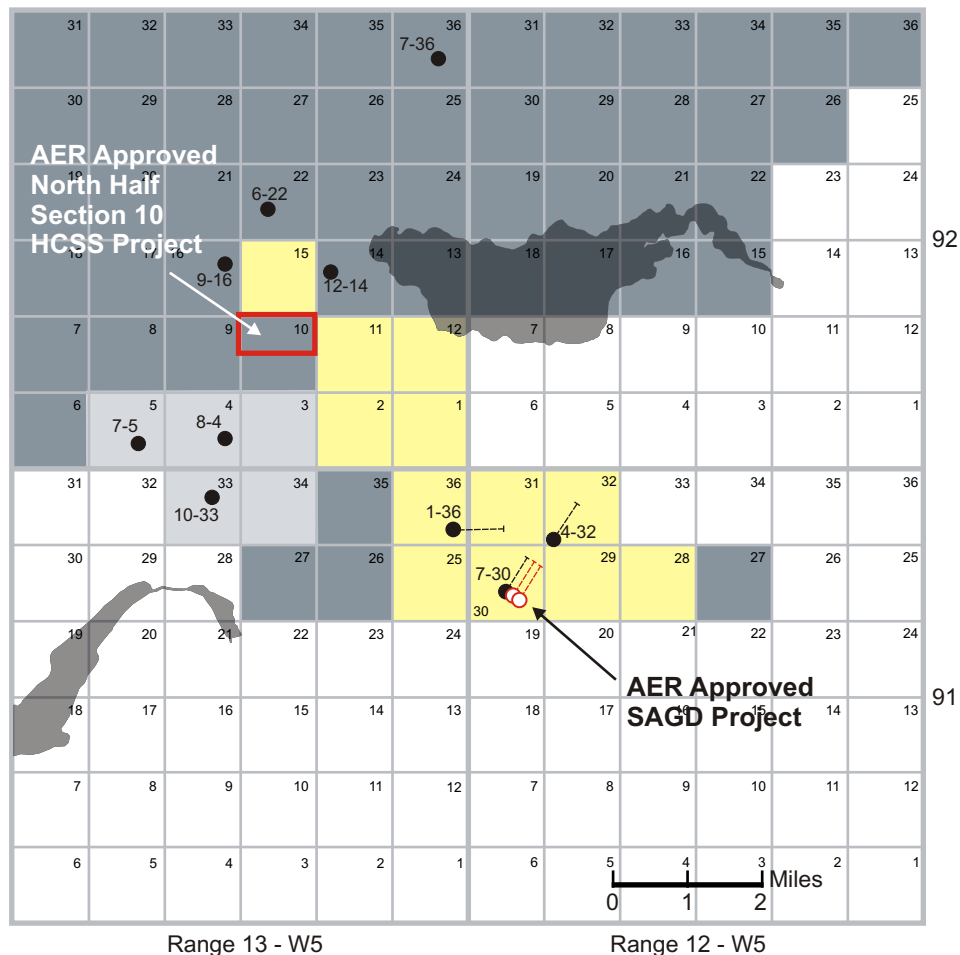 31 32 33 34 35 36 31 32 33 34 35 36
7-36
30 29 28 27 26 25 30 29 28 27 26 25
AER Approved
North Half
Section 10
HCSS Project
19 20 21 22 23 24 19 20 21 22 23 24
6-22
92
18 17 16 15 14 13 18 17 16 15 14 13
9-16 12-14
7 8 9 10 11 12 7 8 9 10 11 12
6 5 4 3 2 1 6 5 4 3 2 1
7-5 8-4
31 32 33 34 35 36 31 32 33 34 35 36
10-33 1-36 4-32
30 29 28 27 26 25 29 28 27 26 25
7-30
30
19 20 21 22 23 24 19 20 21 22 23 24
AER Approved
SAGD Project
91
18 17 16 15 14 13 18 17 16 15 14 13
7 8 9 10 11 12 7 8 9 10 11 12
6 5 4 3 2 1 6 5 4 3 2 1
Miles
0 1 2
Range 13 - W5 Range 12 - W5